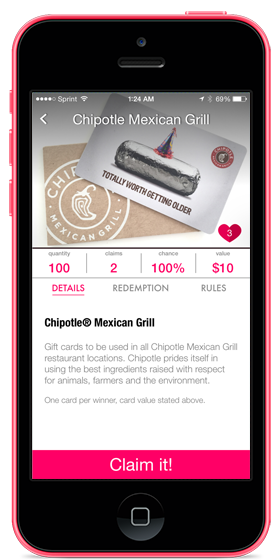 Sprint
1:24 AM
69%
Chipotle Mexican Grill
CHIPOTLE
TOTALLY WORTH GETTING OLDER
CHIPOTLE
MEXICAN GRILL
3
quantity claims chance value
100 2 100% $10
DETAILS REDEMPTION RULES
Chipotle® Mexican Grill
Gift cards to be used in all Chipotle Mexican Grill
restaurant locations. Chipotle prides itself in
using the best ingredients raised with respect
for animals, farmers and the environment.
One card per winner, card value stated above.
Claim it!